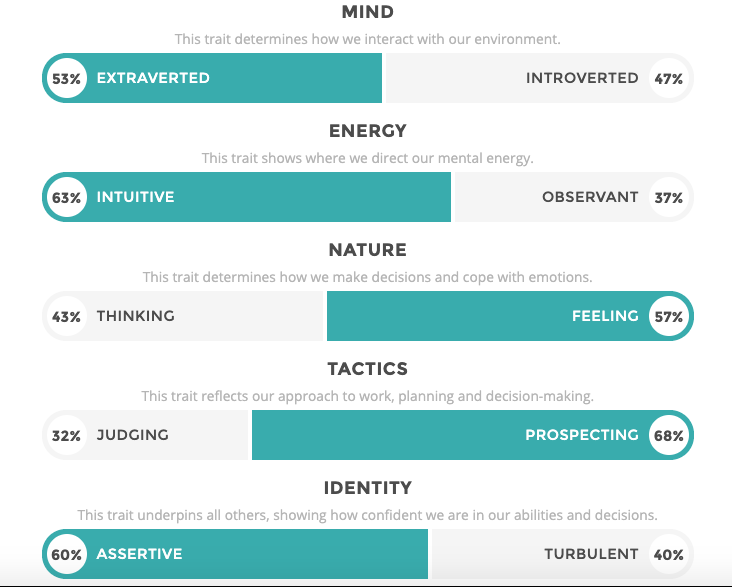 MIND
This trait determines how we interact with our environment.
53% EXTRAVERTED INTROVERTED 47%
ENERGY
This trait shows where we direct our mental energy.
63% INTUITIVE OBSERVANT 37%
NATURE
This trait determines how we make decisions and cope with emotions.
43% THINKING FEELING 57%
TACTICS
This trait reflects our approach to work, planning and decision-making.
32% JUDGING PROSPECTING 68%
IDENTITY
This trait underpins all others, showing how confident we are in our abilities and decisions.
60% ASSERTIVE TURBULENT 40%